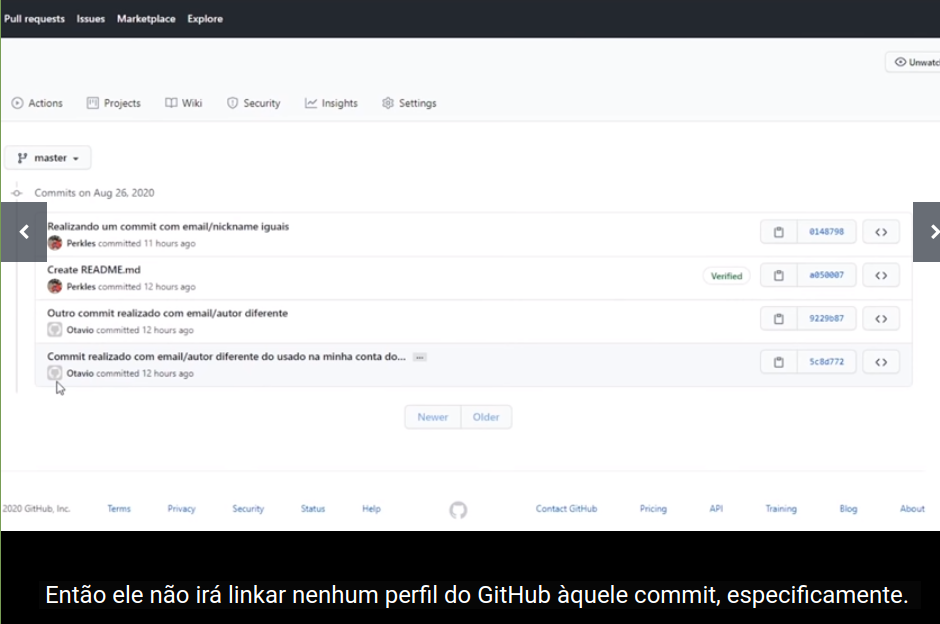 Pull requests Issues Marketplace Explore
Unwatc
Actions Projects Wiki Security Insights Settings
master
Commits on Aug 26, 2020
Realizando um commit com email/nickname iguais
Perkles committed 11 hours ago
0148798
Create README.md
Perkles committed 12 hours ago
Verified
a050007
Outro commit realizado com email/autor diferente
Otavio committed 12 hours ago
9229b87
Commit realizado com email/autor diferente do usado na minha conta do... ...
Otavio committed 12 hours ago
5c8d772
Newer Older
2020 GitHub, Inc. Terms Privacy Security Status Help Contact GitHub Pricing API Training Blog About
Então ele não irá linkar nenhum perfil do GitHub àquele commit, especificamente.